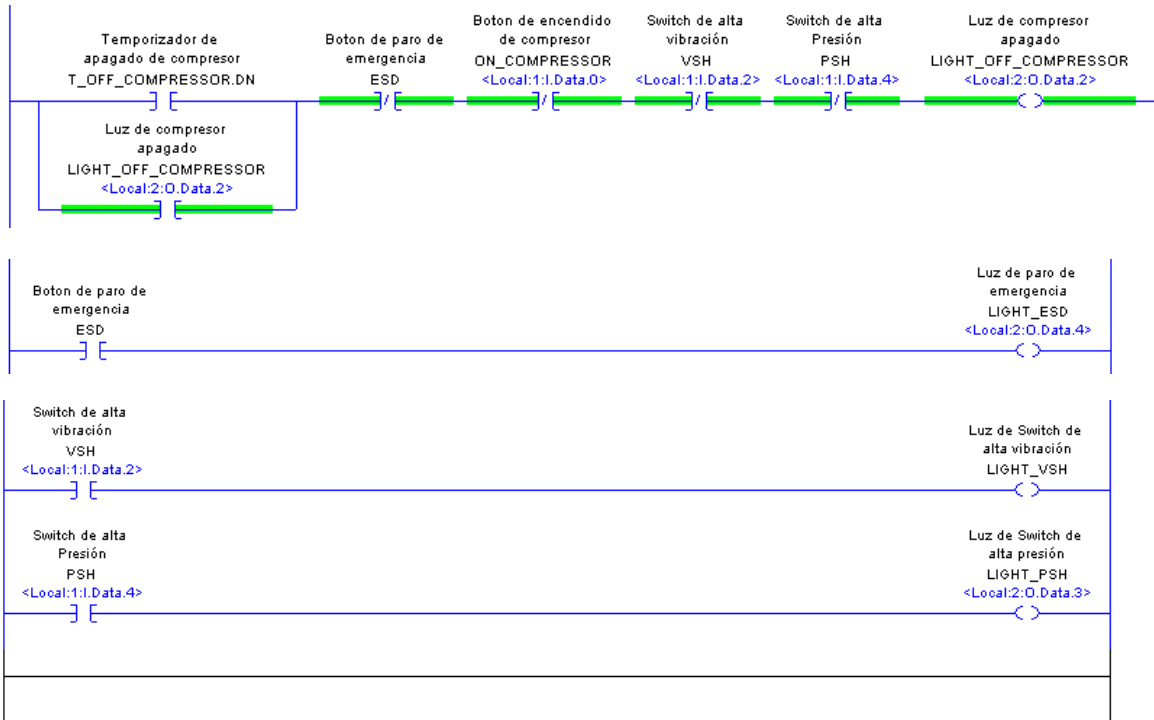 Temporizador de
apagado de compresor
T_OFF_COMPRESSOR.DN
Boton de paro de
emergencia
ESD
Boton de encendido
de compresor
ON_COMPRESSOR
<Local:1:I.Data.0>
Switch de alta
vibración
VSH
<Local:1:I.Data.2>
Switch de alta
Presión
PSH
<Local:1:I.Data.4>
Luz de compresor
apagado
LIGHT_OFF_COMPRESSOR
<Local:2:O.Data.2>
Luz de compresor
apagado
LIGHT_OFF_COMPRESSOR
<Local:2:O.Data.2>
Boton de paro de
emergencia
ESD
Luz de paro de
emergencia
LIGHT_ESD
<Local:2:O.Data.4>
Switch de alta
vibración
VSH
<Local:1:I.Data.2>
Luz de Switch de
alta vibración
LIGHT_VSH
Switch de alta
Presión
PSH
<Local:1:I.Data.4>
Luz de Switch de
alta presión
LIGHT_PSH
<Local:2:O.Data.3>